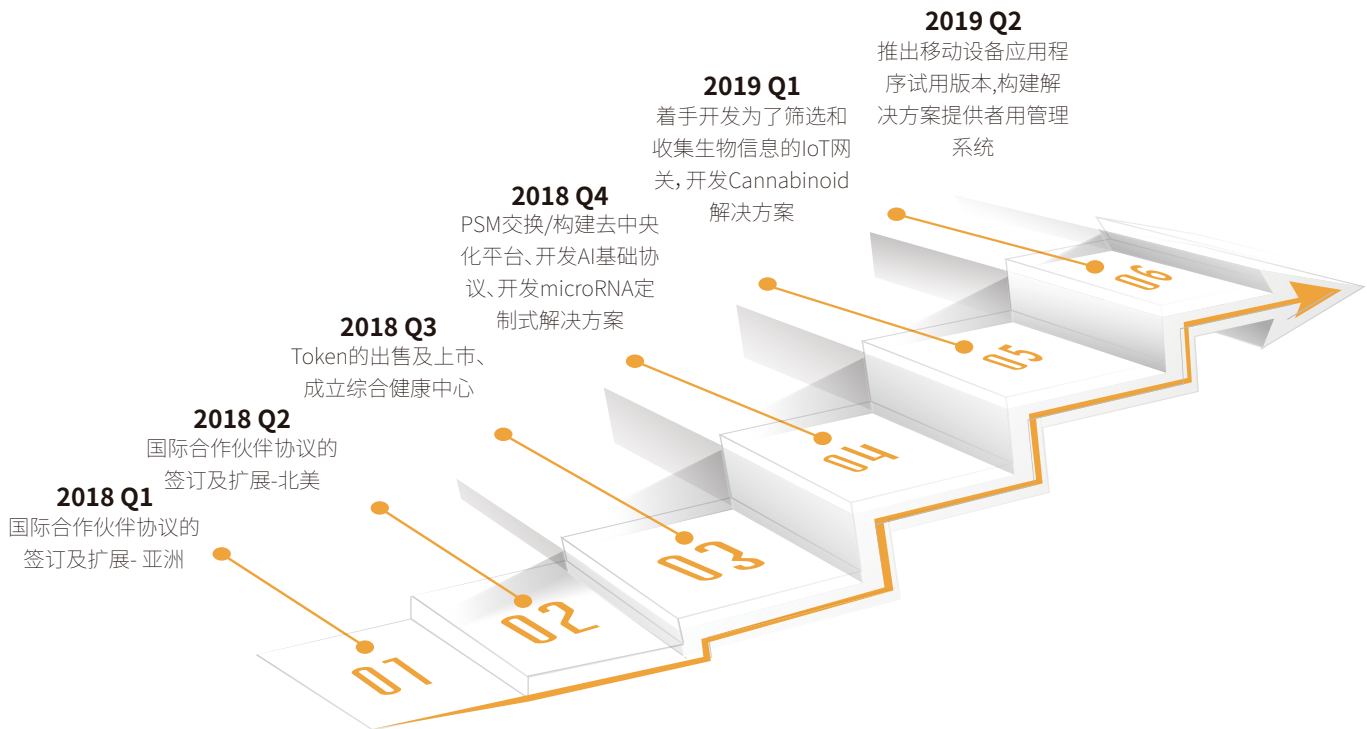 2018 Q1
国际合作伙伴协议的
签订及扩展- 亚洲
01
2018 Q2
国际合作伙伴协议的
签订及扩展-北美
02
2018 Q3
Token的出售及上市、
成立综合健康中心
03
2018 Q4
PSM交换/构建去中央
化平台、开发AI基础协
议、开发microRNA定
制式解决方案
04
2019 Q1
着手开发为了筛选和
收集生物信息的IoT网
关,开发Cannabinoid
解决方案
05
2019 Q2
推出移动设备应用程
序试用版本,构建解
决方案提供者用管理
系统
06